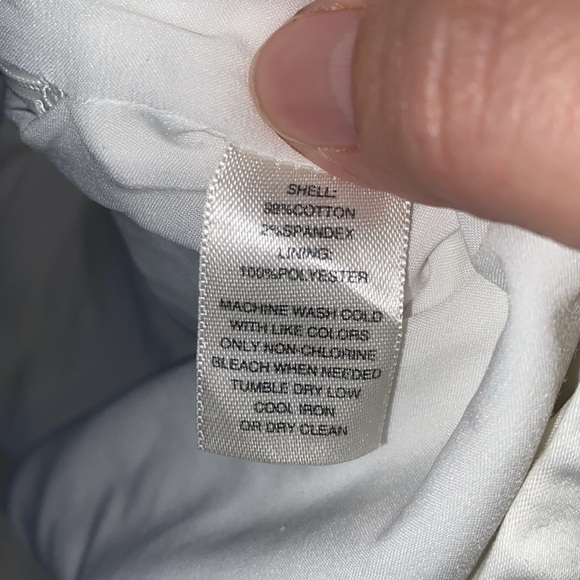 SHELL:
98%COTTON
2%SPANDEX
LINING:
100%POLYESTER
MACHINE WASH COLD
WITH LIKE COLORS
ONLY NON-CHLORINE
BLEACH WHEN NEEDED
TUMBLE DRY LOW
COOL IRON
OR DRY CLEAN